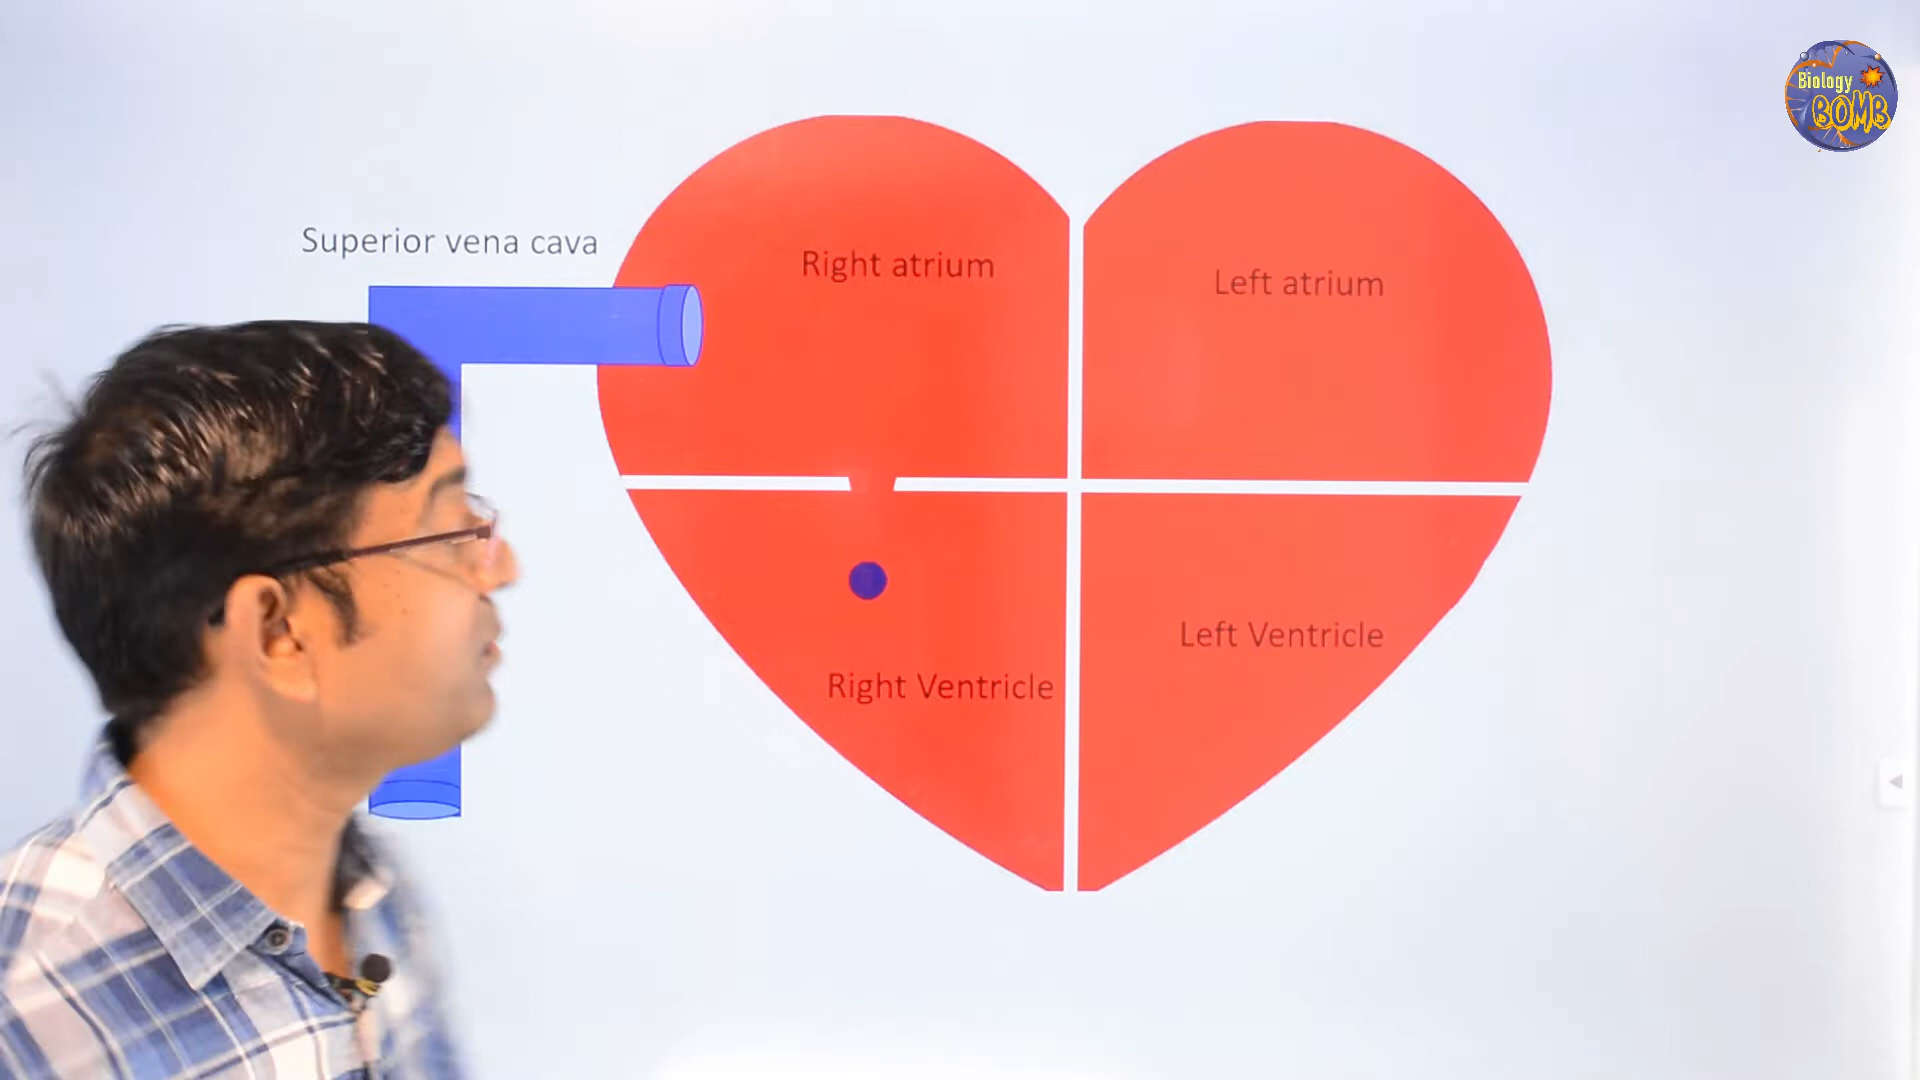 Biology
BOMB
Superior vena cava
Right atrium
Left atrium
Left Ventricle
Right Ventricle